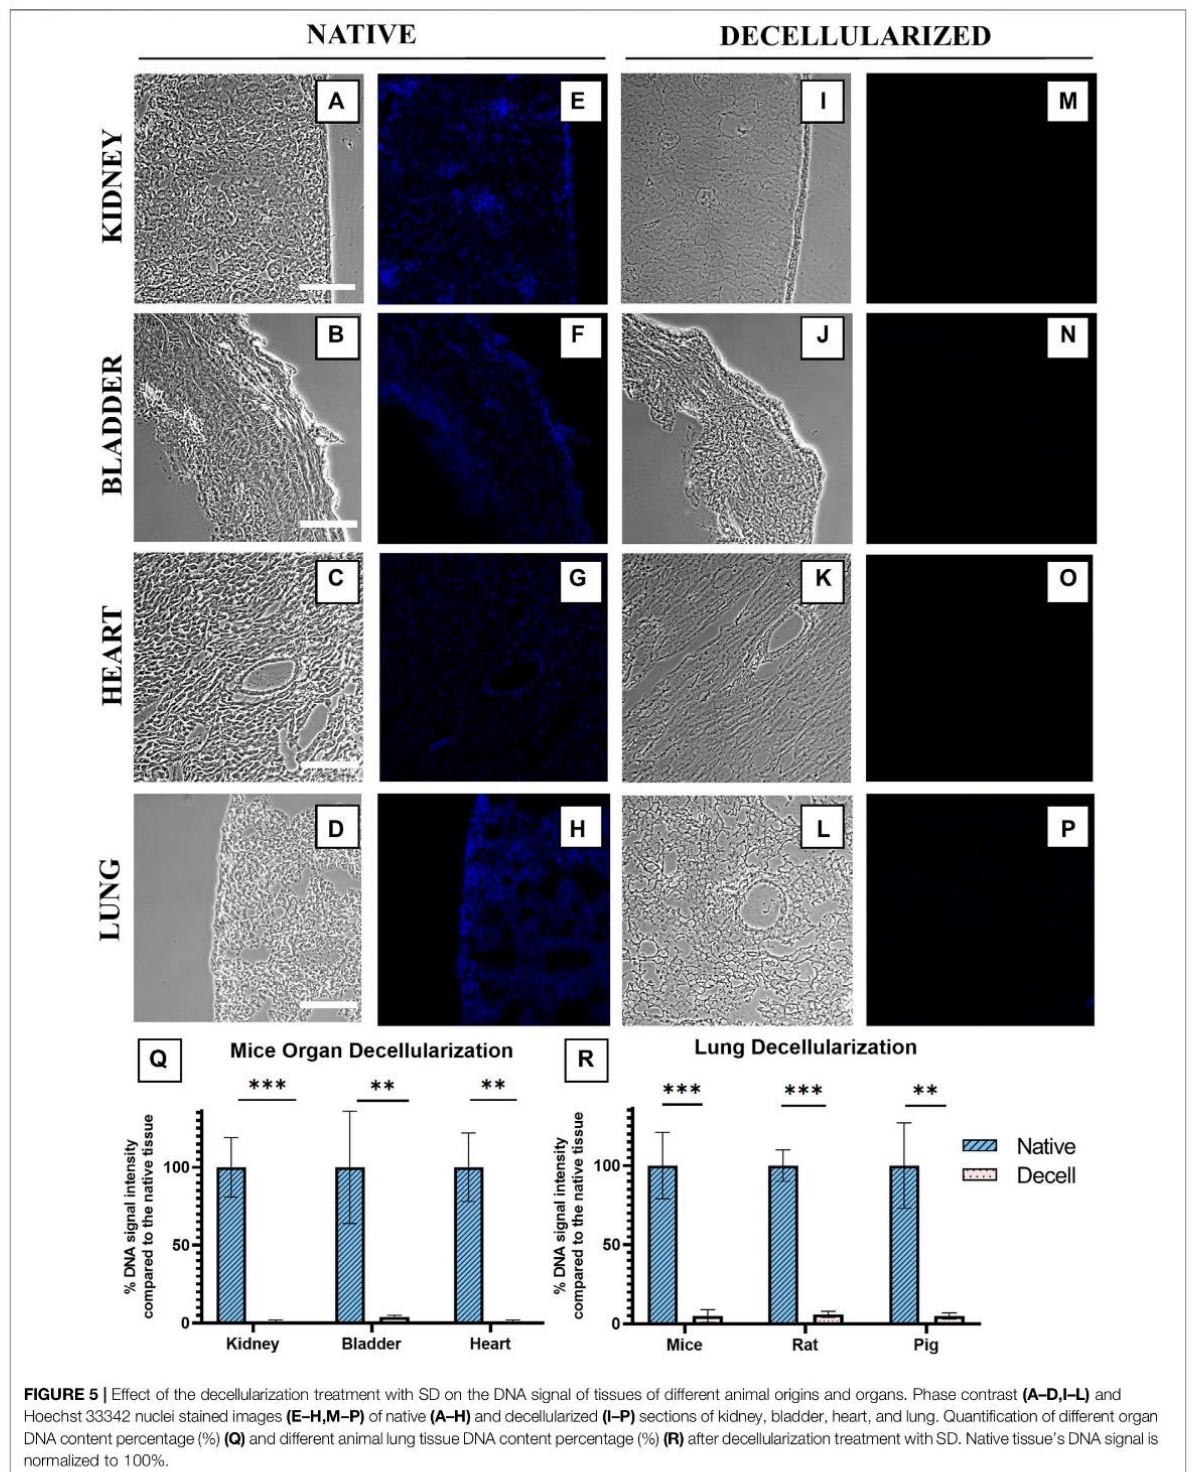 NATIVE
DECELLULARIZED
KIDNEY
A
E
I
M
BLADDER
B
F
J
N
HEART
C
G
K
O
LUNG
D
H
L
P
Q
Mice Organ Decellularization
% DNA signal intensity
compared to the native tissue
100
50
0
***
**
**
Kidney
Bladder
Heart
R
Lung Decellularization
% DNA signal intensity
compared to the native tissue
100
50
0
***
***
**
Mice
Rat
Pig
Native
Decell
FIGURE 5 | Effect of the decellularization treatment with SD on the DNA signal of tissues of different animal origins and organs. Phase contrast (A–D,I–L) and
Hoechst 33342 nuclei stained images (E–H,M–P) of native (A–H) and decellularized (I–P) sections of kidney, bladder, heart, and lung. Quantification of different organ
DNA content percentage (%) (Q) and different animal lung tissue DNA content percentage (%) (R) after decellularization treatment with SD. Native tissue's DNA signal is
normalized to 100%.